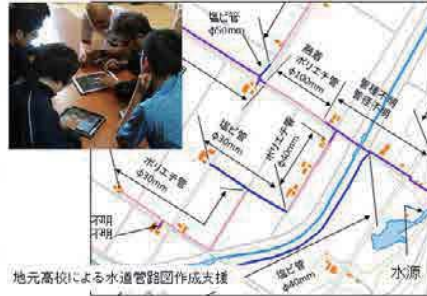 塩ビ管
φ50mm
融着
ポリエチ管
φ100mm
管種不明
管径不明
塩ビ管
φ30mm
ポリエチ管
φ40mm
ポリエチ管
φ30mm
不明
不明
水源
塩ビ管
φ40mm
地元高校による水道管路図作成支援